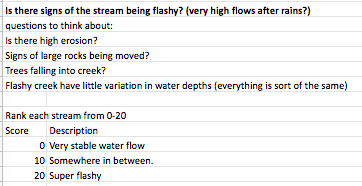 Is there signs of the stream being flashy? (very high flows after rains?)
questions to think about:
Is there high erosion?
Signs of large rocks being moved?
Trees falling into creek?
Flashy creek have little variation in water depths (everything is sort of the same)
Rank each stream from 0-20
Score Description
0 Very stable water flow
10 Somewhere in between.
20 Super flashy